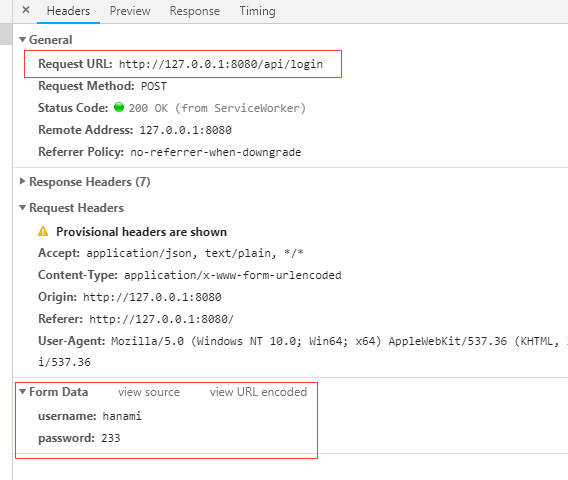 Headers Preview Response Timing
General
Request URL: http://127.0.0.1:8080/api/login
Request Method: POST
Status Code: 200 OK (from ServiceWorker)
Remote Address: 127.0.0.1:8080
Referrer Policy: no-referrer-when-downgrade
Response Headers (7)
Request Headers
Provisional headers are shown
Accept: application/json, text/plain, */*
Content-Type: application/x-www-form-urlencoded
Origin: http://127.0.0.1:8080
Referer: http://127.0.0.1:8080/
User-Agent: Mozilla/5.0 (Windows NT 10.0; Win64; x64) AppleWebKit/537.36 (KHTML,
i/537.36
Form Data view source view URL encoded
username: hanami
password: 233